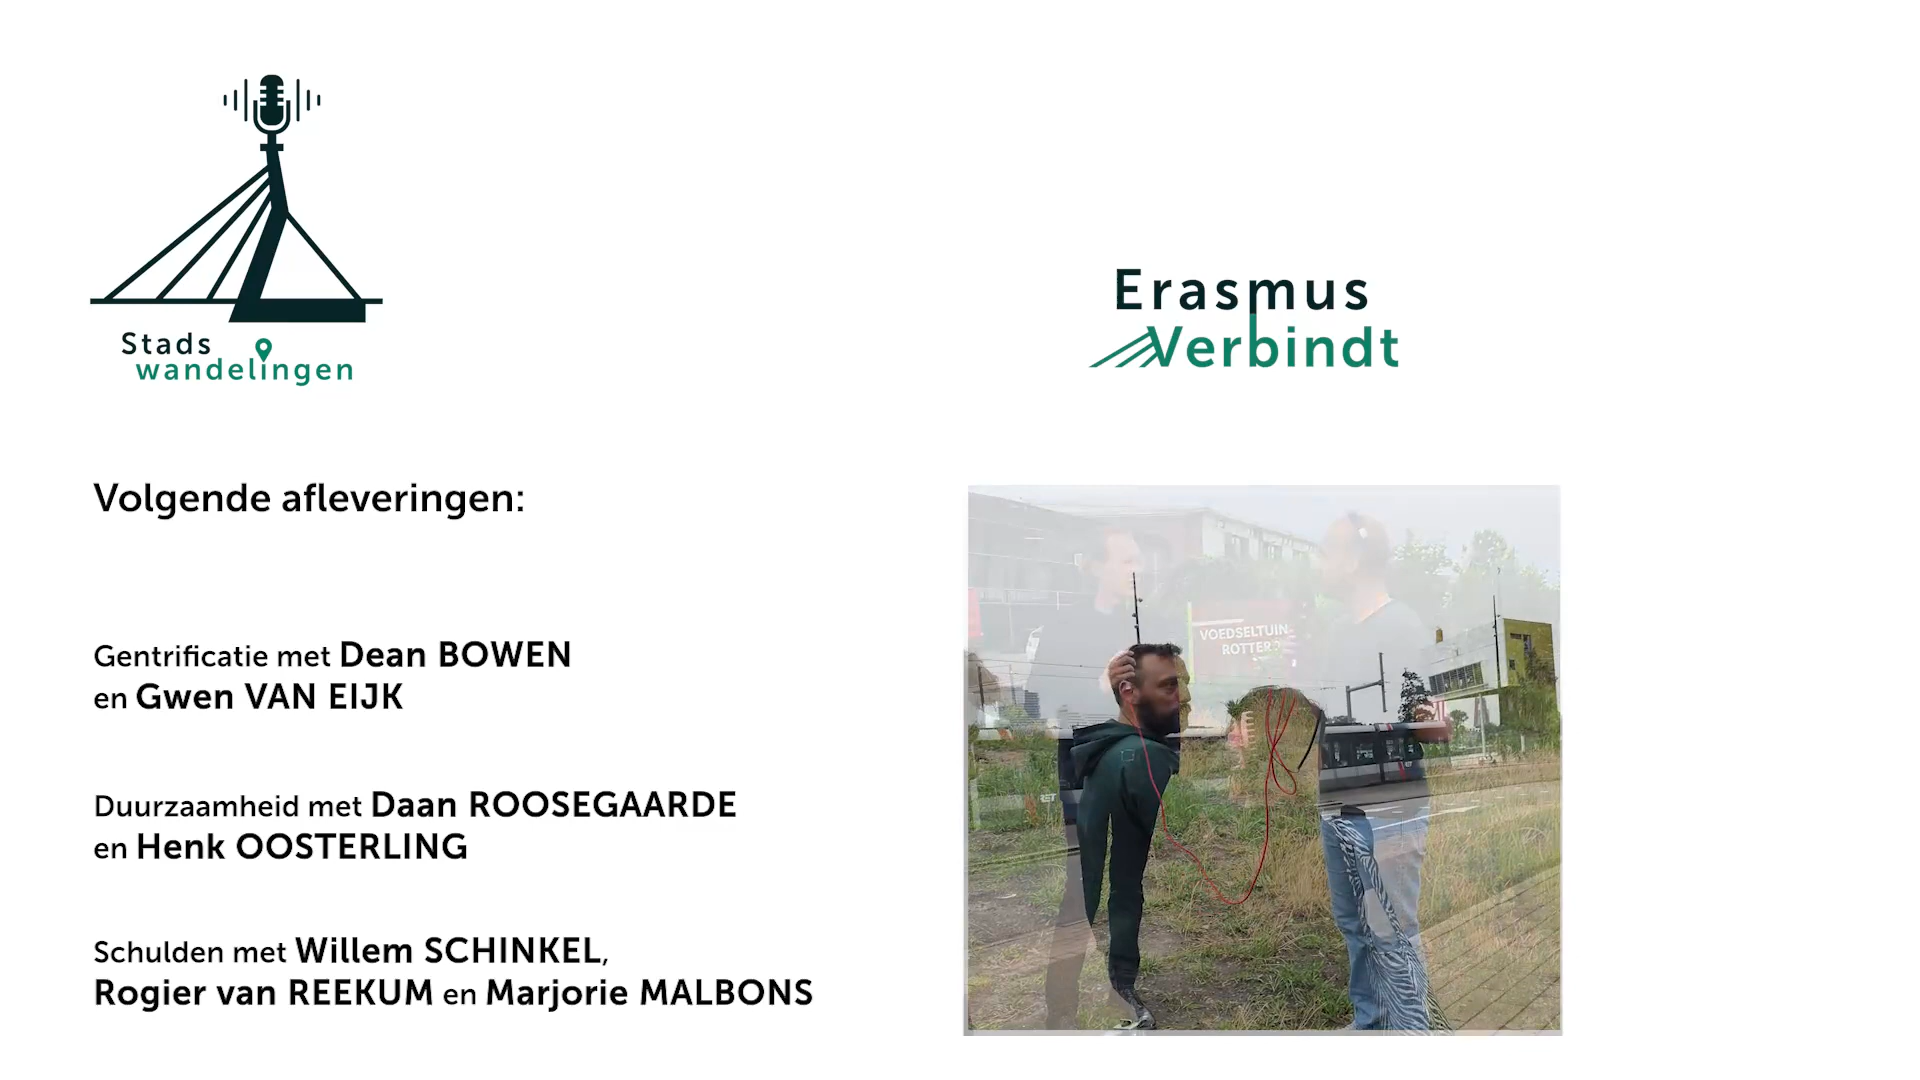 Stads
wandelingen
Erasmus
Verbindt
Volgende afleveringen:
Gentrificatie met Dean BOWEN
en Gwen VAN EIJK
Duurzaamheid met Daan ROOSEGAARDE
en Henk OOSTERLING
Schulden met Willem SCHINKEL,
Rogier van REEKUM en Marjorie MALBONS
VOEDSELTUIN